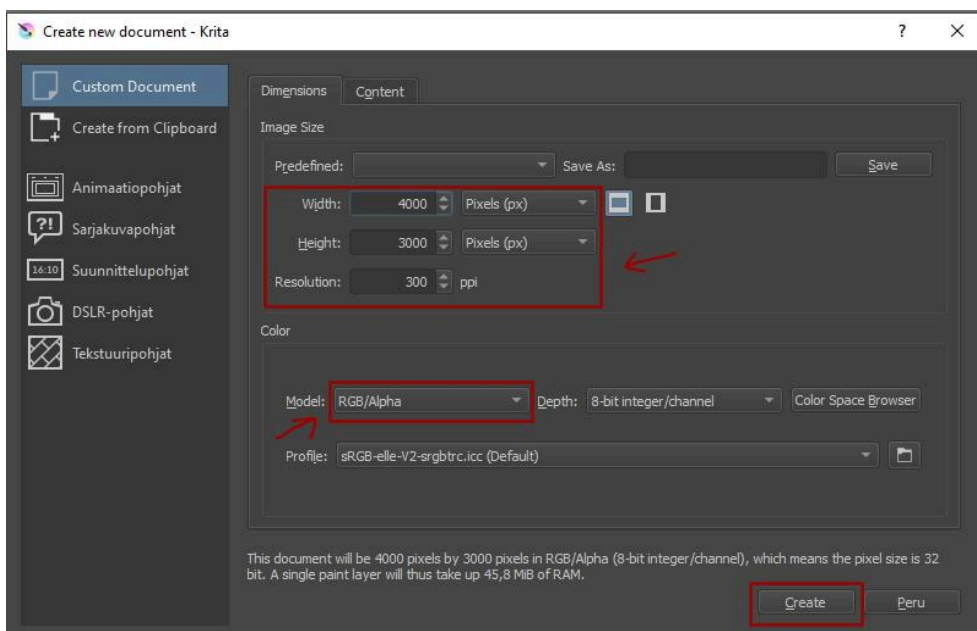 Create new document - Krita
?
Custom Document
Create from Clipboard
Animaatiopohjat
?!
Sarjakuvapohjat
16:10
Suunnittelupohjat
DSLR-pohjat
Tekstuuripohjat
Dimensions Content
Image Size
Predefined: Save As: Save
Width: 4000 Pixels (px)
Height: 3000 Pixels (px)
Resolution: 300 ppi
Color
Model: RGB/Alpha Depth: 8-bit integer/channel Color Space Browser
Profile: sRGB-elle-V2-srgbtrc.icc (Default)
This document will be 4000 pixels by 3000 pixels in RGB/Alpha (8-bit integer/channel), which means the pixel size is 32
bit. A single paint layer will thus take up 45,8 MiB of RAM.
Create Peru